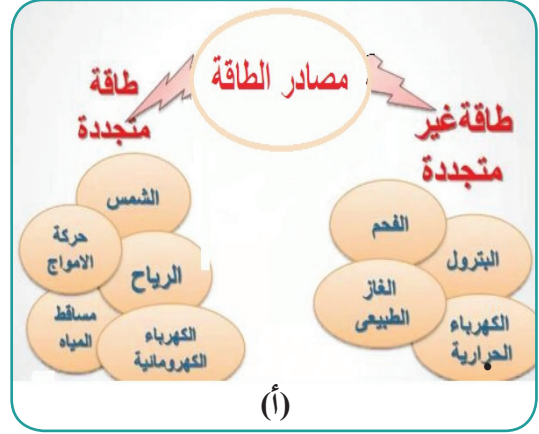 مصادر الطاقة
طاقة غير
متجددة
الفحم
البترول
الغاز
الطبيعى
الكهرباء
الحرارية
طاقة
متجددة
الشمس
حركة
الامواج
الرياح
مساقط
المياه
الكهرباء
الكهرومائية
(أ)